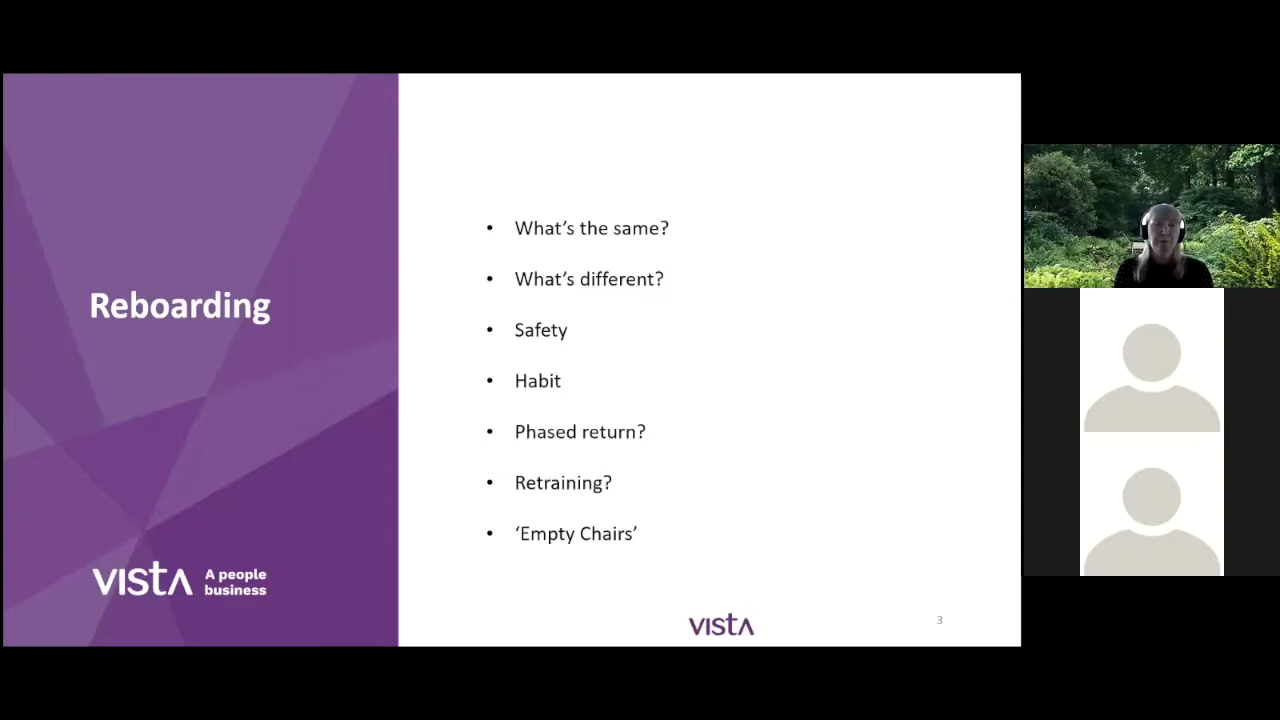 Reboarding
• What's the same?
• What's different?
• Safety
• Habit
• Phased return?
• Retraining?
• ‘Empty Chairs’
vista A people
business
vista
3